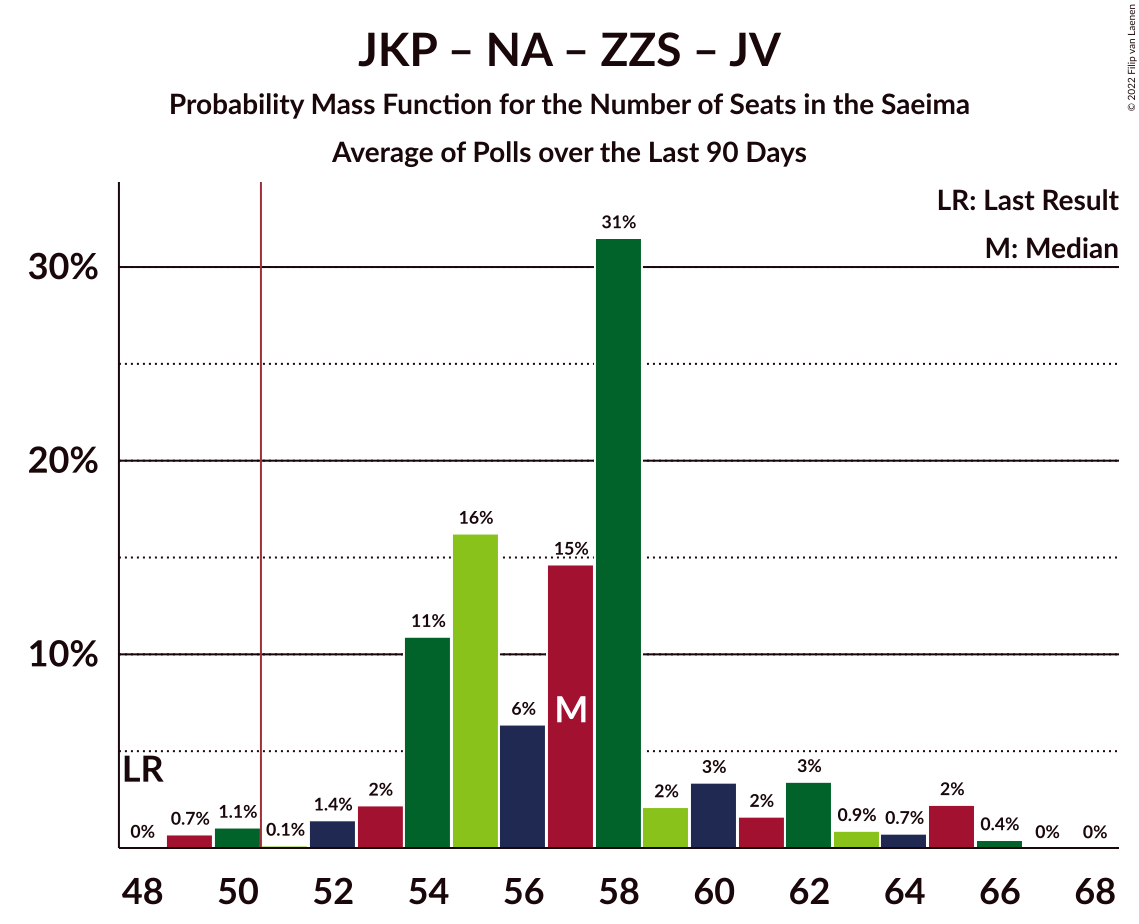 JKP – NA – ZZS – JV
Probability Mass Function for the Number of Seats in the Saeima
Average of Polls over the Last 90 Days
© 2022 Filip van Laenen
LR: Last Result
M: Median
30%
20%
10%
31%
16%
15%
11%
6%
M
LR
0%
0.7%
1.1%
0.1%
1.4%
2%
2%
3%
2%
3%
0.9%
0.7%
2%
0.4%
0%
0%
48 50 52 54 56 58 60 62 64 66 68